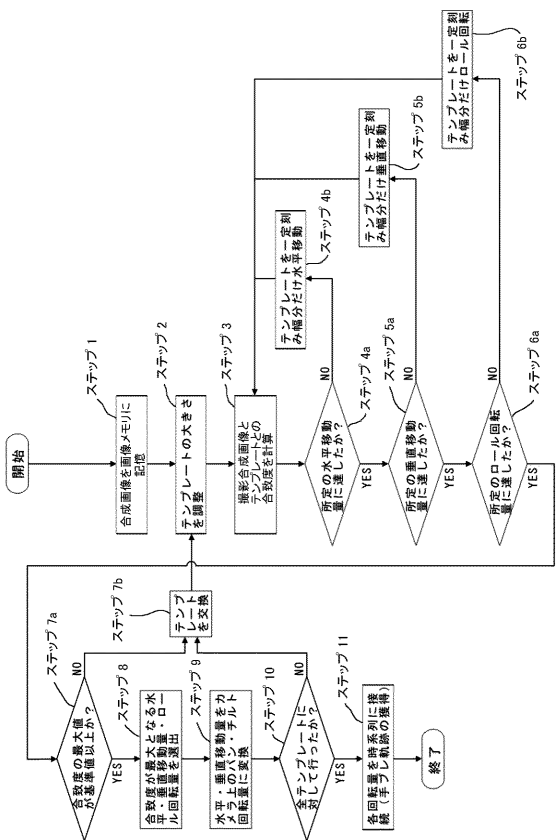 開始
ステップ 1
合成画像を画像メモリに
記憶
ステップ 2
テンプレートの大きさ
を調整
ステップ 3
撮影合成画像と
テンプレートとの
合致度を計算
所定の水平移動
量に達したか?
ステップ 4a
NO
YES
テンプレートを一定刻
み幅分だけ水平移動
ステップ 4b
所定の垂直移動
量に達したか?
ステップ 5a
NO
YES
テンプレートを一定刻
み幅分だけ垂直移動
ステップ 5b
所定のロール回転
量に達したか?
ステップ 6a
NO
YES
テンプレートを一定刻
み幅分だけロール回転
ステップ 6b
合致度の最大値
が基準値以上か?
ステップ 7a
NO
YES
テンプ
レート
を交換
ステップ 7b
ステップ 8
合致度が最大となる水
平・垂直移動量・ロー
ル回転量を選出
ステップ 9
水平・垂直移動量をカ
メラ上のパン・チルト
回転量に変換
ステップ 10
全テンプレートに
対して行ったか?
NO
YES
ステップ 11
各回転量を時系列に接
続(手ブレ軌跡の獲得)
終了